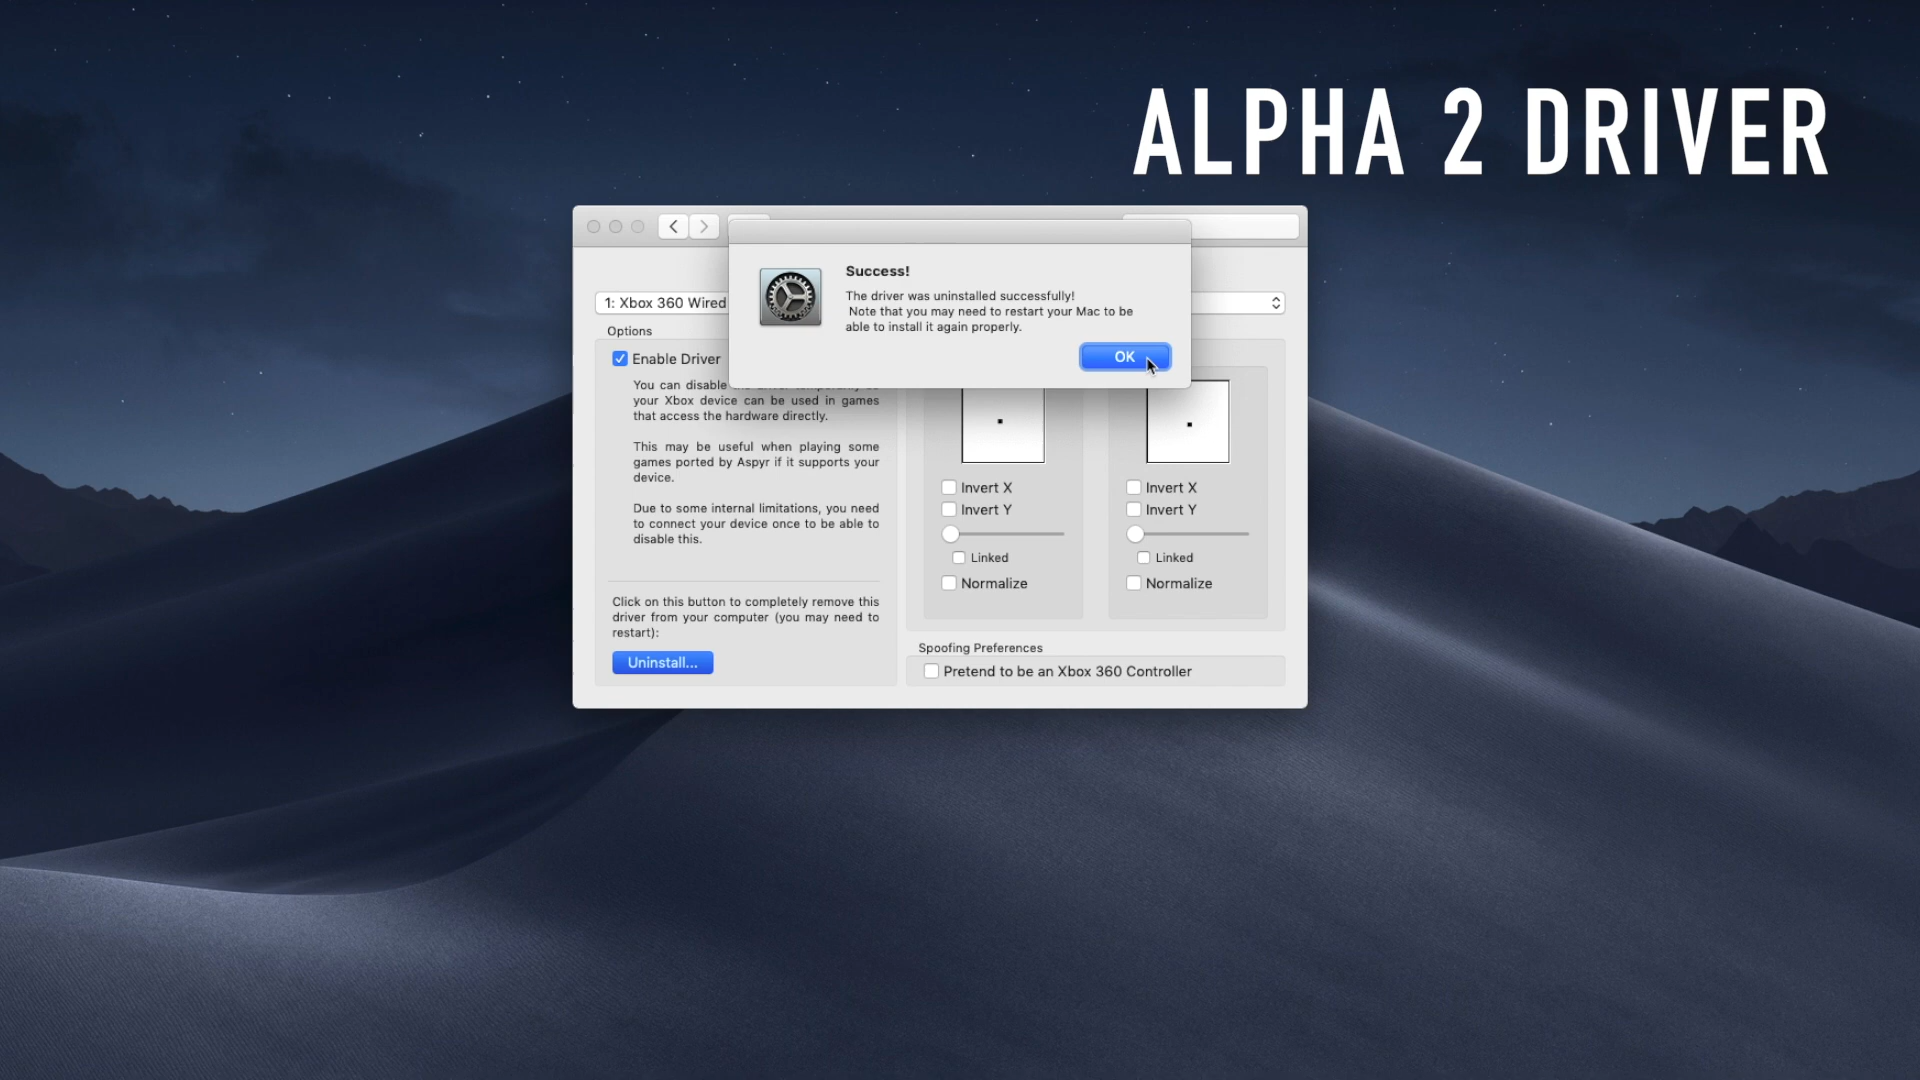 ALPHA 2 DRIVER
Success!
The driver was uninstalled successfully!
Note that you may need to restart your Mac to be
able to install it again properly.
OK
1: Xbox 360 Wired
Options
Enable Driver
You can disable
your Xbox device can be used in games
that access the hardware directly.
This may be useful when playing some
games ported by Aspyr if it supports your
device.
Due to some internal limitations, you need
to connect your device once to be able to
disable this.
Click on this button to completely remove this
driver from your computer (you may need to
restart):
Uninstall...
Invert X
Invert Y
Linked
Normalize
Invert X
Invert Y
Linked
Normalize
Spoofing Preferences
Pretend to be an Xbox 360 Controller